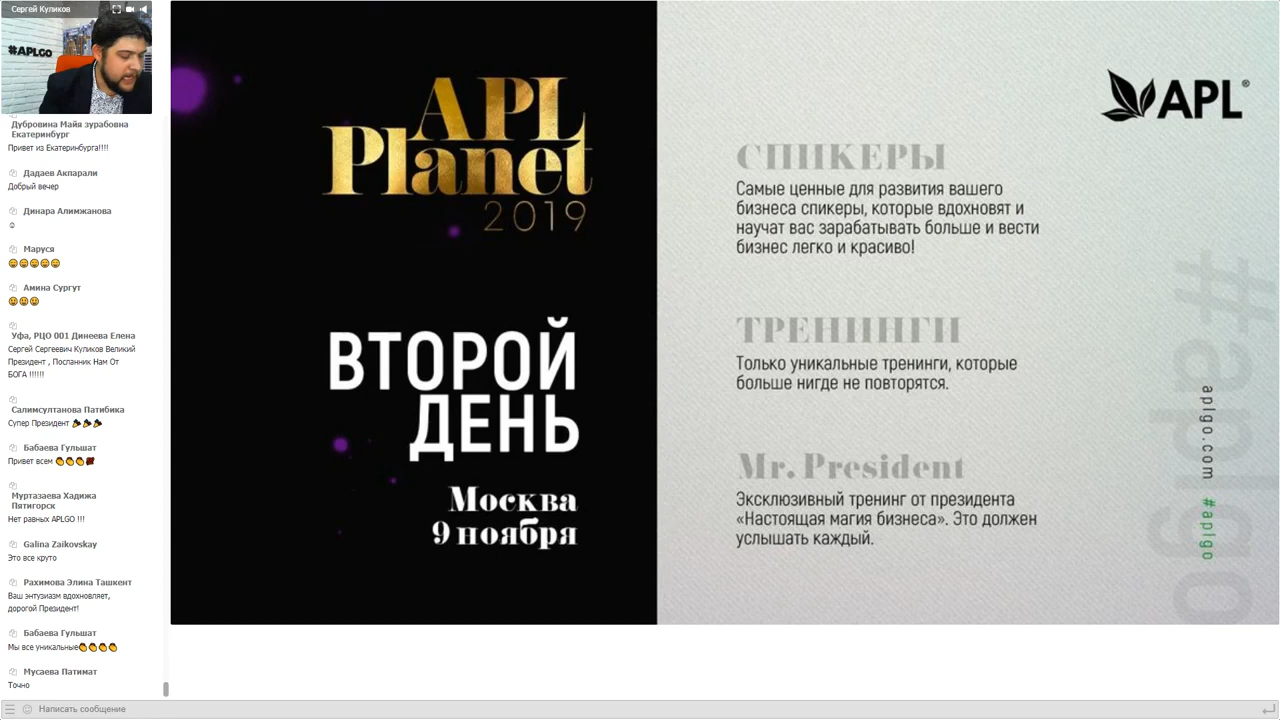 Сергей Куликов
#APLGO
Дубровина Майя зурабовна
Екатеринбург
Привет из Екатеринбурга!!!!
Дадаев Акпарали
Добрый вечер
Динара Алимжанова
Маруся
Амина Сургут
Уфа, РЦО 001 Динеева Елена
Сергей Сергеевич Куликов Великий
Президент , Посланник Нам От
БОГА !!!!!!
Салимсултанова Патибика
Супер Президент
Бабаева Гульшат
Привет всем
Муртазаева Хадижа
Пятигорск
Нет равных APLGO !!!
Galina Zaikovskay
Это все круто
Рахимова Элина Ташкент
Ваш энтузиазм вдохновляет,
дорогой Президент!
Бабаева Гульшат
Мы все уникальные
Мусаева Патимат
Точно
Написать сообщение
APL
Planet
2019
ВТОРОЙ
ДЕНЬ
Москва
9 ноября
APL®
СПИКЕРЫ
Самые ценные для развития вашего
бизнеса спикеры, которые вдохновят и
научат вас зарабатывать больше и вести
бизнес легко и красиво!
ТРЕНИНГИ
Только уникальные тренинги, которые
больше нигде не повторятся.
Mr. President
Эксклюзивный тренинг от президента
«Настоящая магия бизнеса». Это должен
услышать каждый.
aplgo.com #aplgo
#aplgo